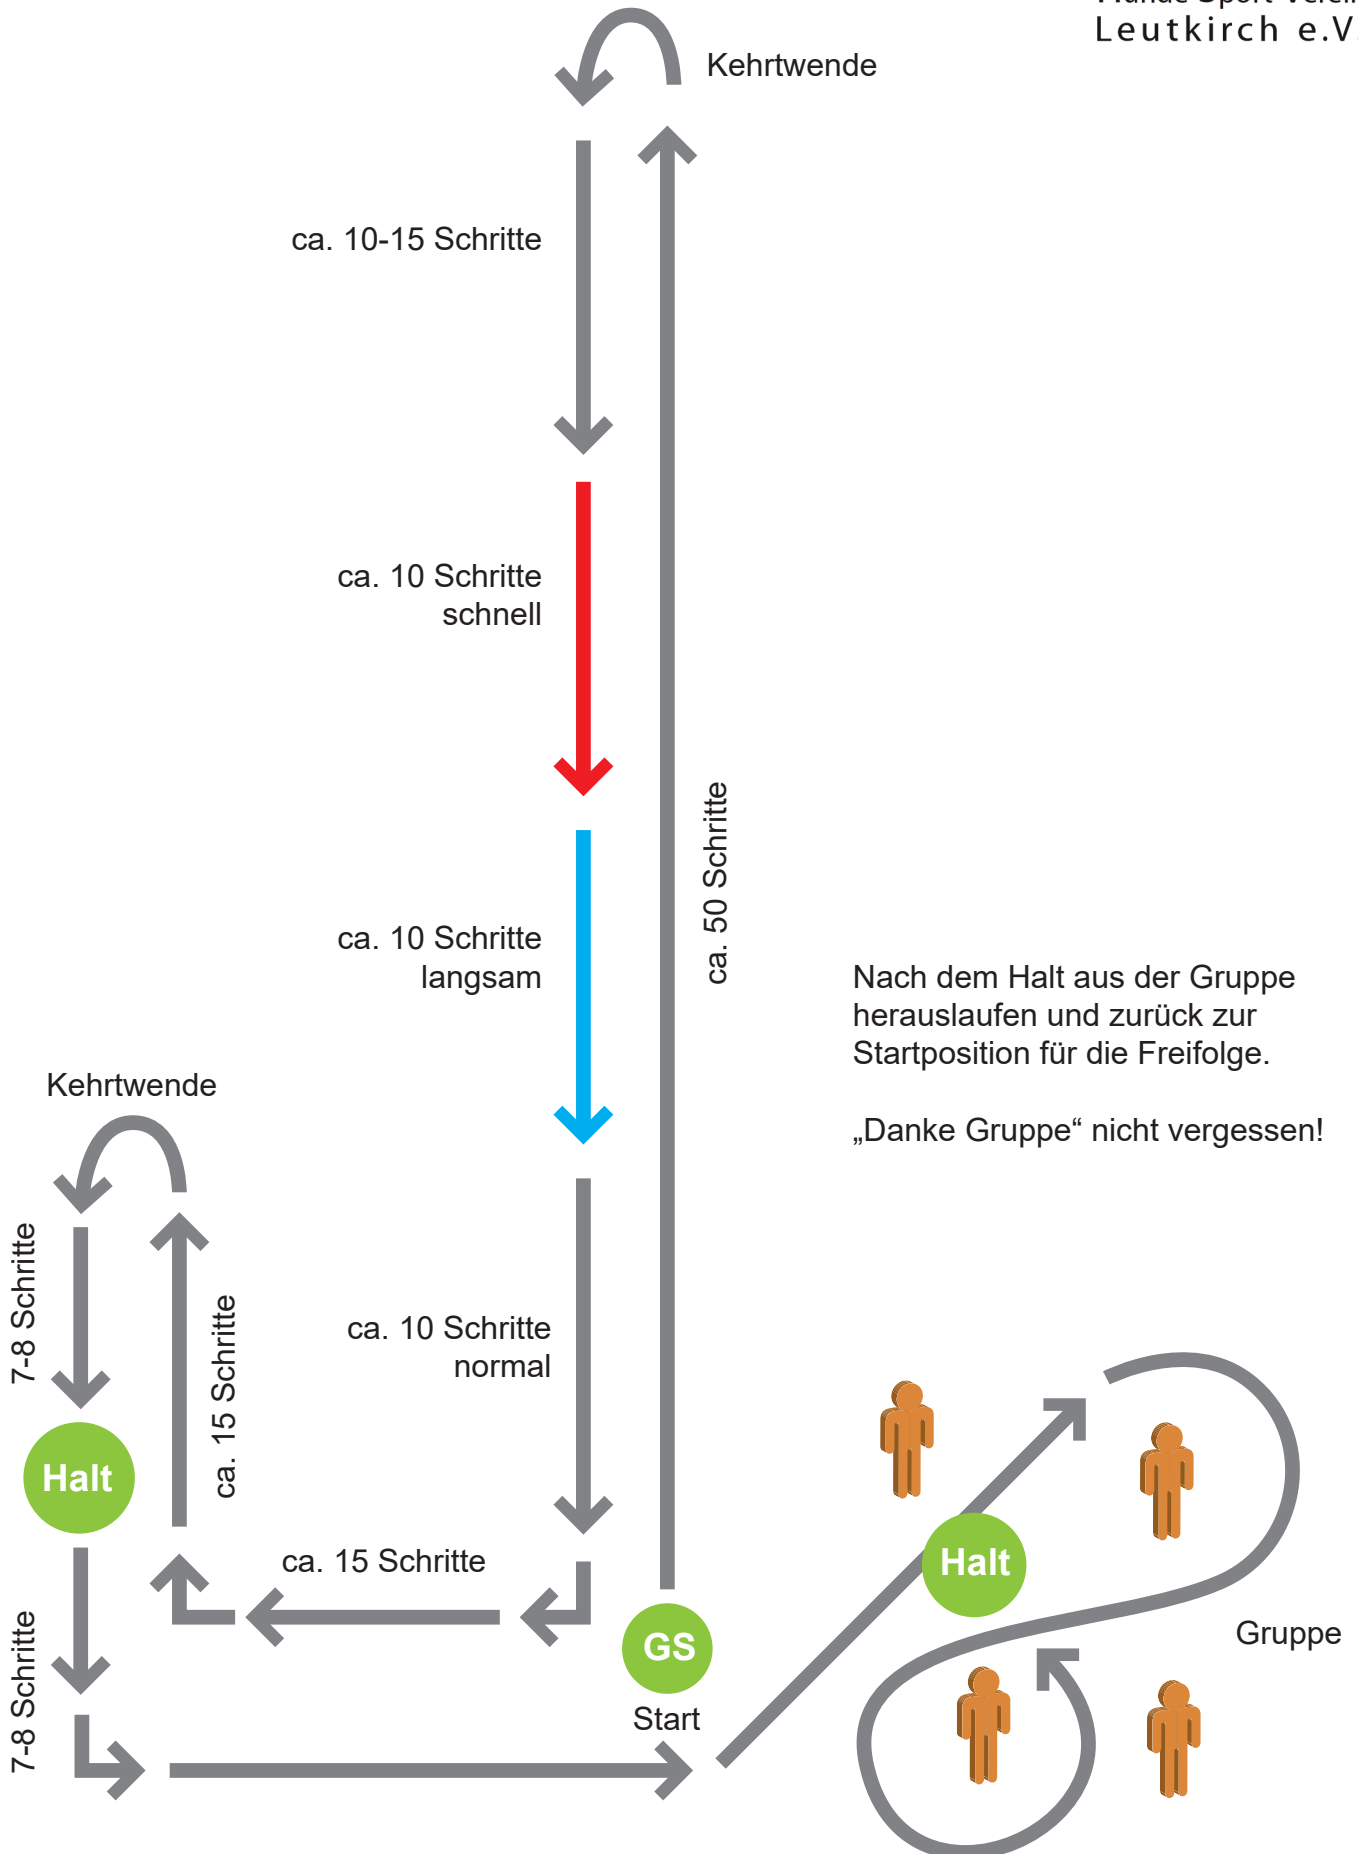 Hunde Sport Verein
Leutkirch e.V.
Kehrtwende
ca. 10-15 Schritte
ca. 10 Schritte
schnell
ca. 50 Schritte
ca. 10 Schritte
langsam
Nach dem Halt aus der Gruppe
herauslaufen und zurück zur
Startposition für die Freifolge.
„Danke Gruppe“ nicht vergessen!
Kehrtwende
7-8 Schritte
ca. 15 Schritte
ca. 10 Schritte
normal
Halt
ca. 15 Schritte
Halt
7-8 Schritte
GS
Start
Gruppe